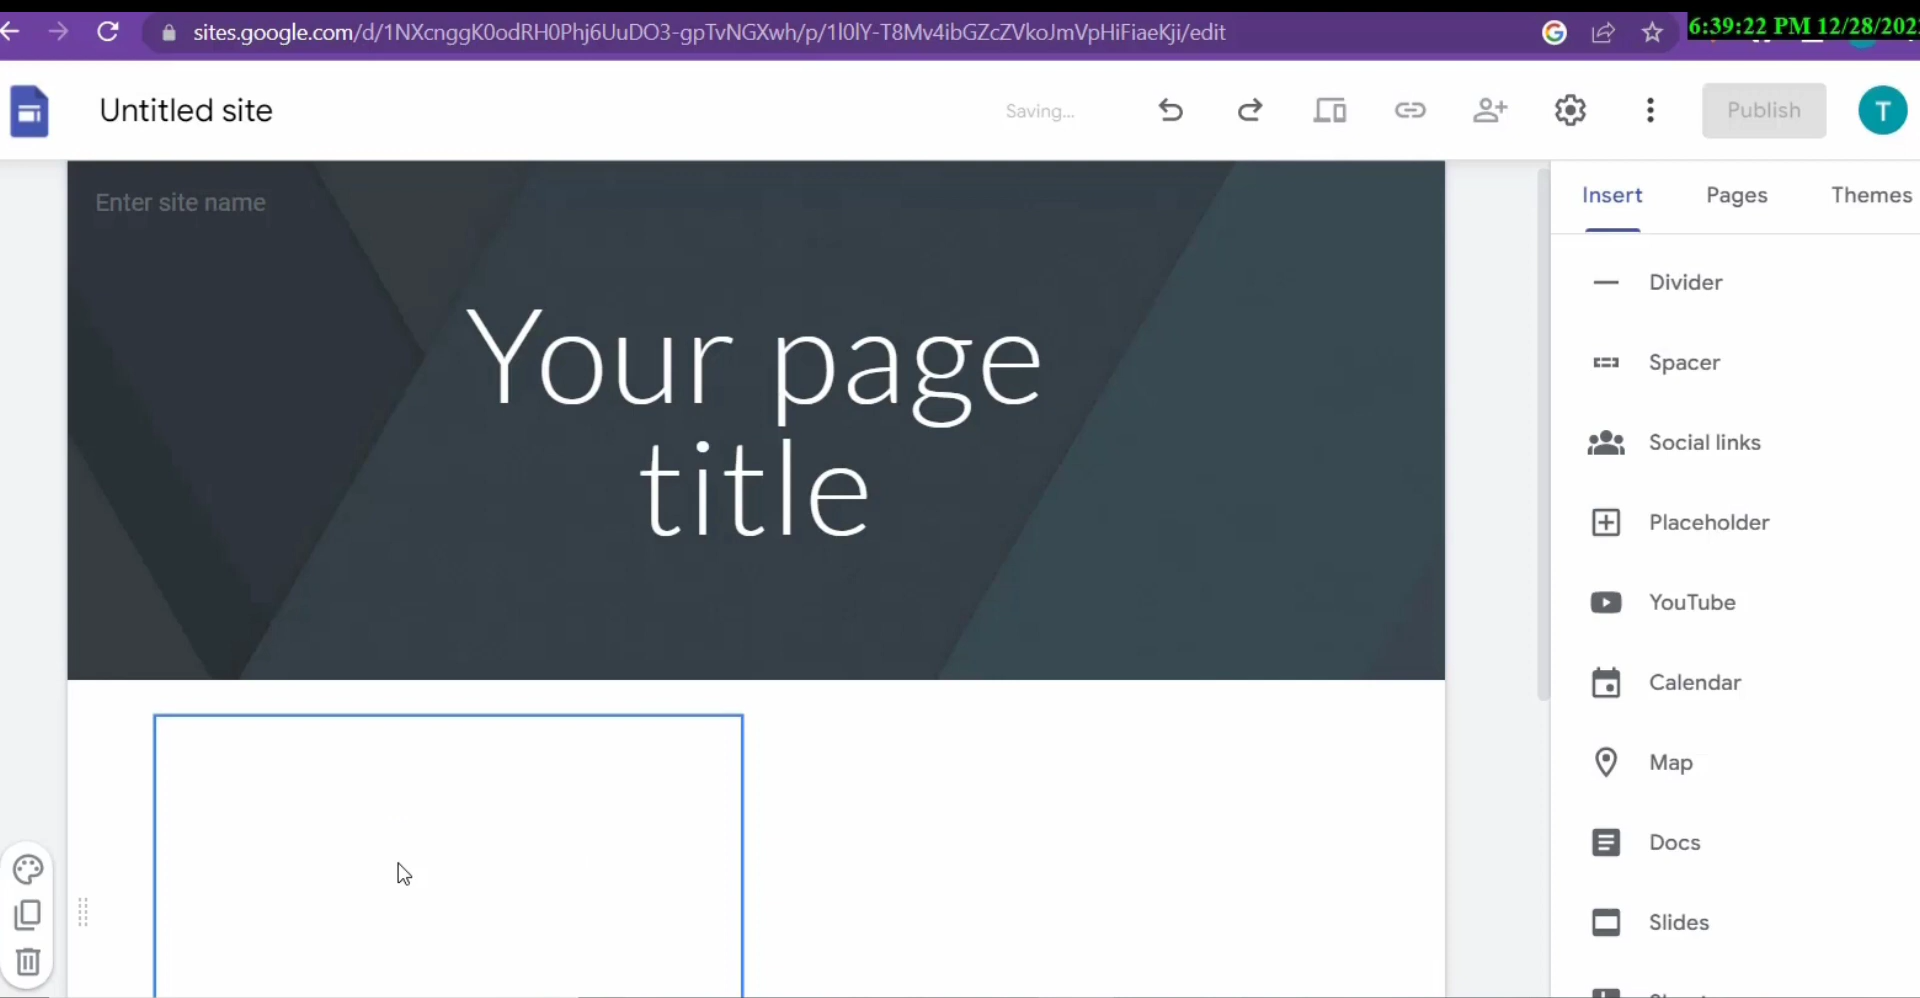 sites.google.com/d/1NXcnggK0odRH0Phj6UuDO3-gpTvNGXwh/p/1l0lY-T8Mv4ibGZcZVkoJmVpHiFiaeKji/edit
6:39:22 PM 12/28/202
Untitled site
Saving...
Publish
T
Enter site name
Your page
title
Insert
Pages
Themes
Divider
Spacer
Social links
Placeholder
YouTube
Calendar
Map
Docs
Slides